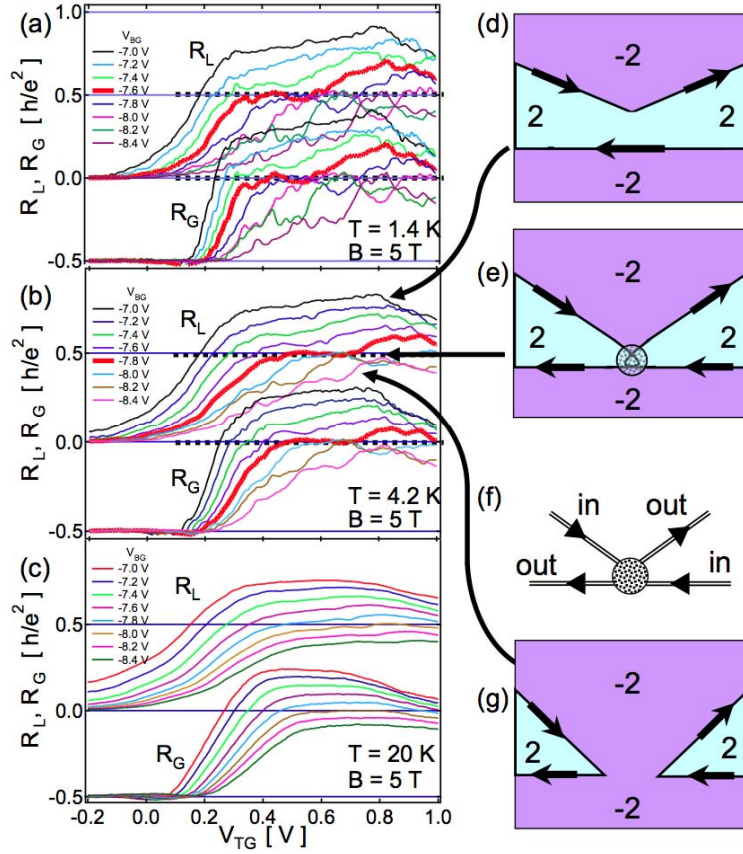 (a)
V_BG
-7.0 V
-7.2 V
-7.4 V
-7.6 V
-7.8 V
-8.0 V
-8.2 V
-8.4 V
R_L
R_G
T = 1.4 K
B = 5 T
R_L, R_G [ h/e² ]
1.0
0.5
0.0
-0.5
(b)
V_BG
-7.0 V
-7.2 V
-7.4 V
-7.6 V
-7.8 V
-8.0 V
-8.2 V
-8.4 V
R_L
R_G
T = 4.2 K
B = 5 T
R_L, R_G [ h/e² ]
0.5
0.0
-0.5
(c)
V_BG
-7.0 V
-7.2 V
-7.4 V
-7.6 V
-7.8 V
-8.0 V
-8.2 V
-8.4 V
R_L
R_G
T = 20 K
B = 5 T
R_L, R_G [ h/e² ]
0.5
0.0
-0.5
-0.2 0.0 0.2 0.4 0.6 0.8 1.0
V_TG [ V ]
(d)
-2
2 2
-2
(e)
-2
2 2
-2
(f)
in out
out in
(g)
-2
2 2
-2